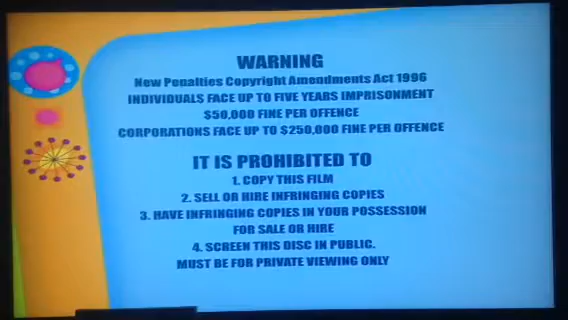 WARNING
New Penalties Copyright Amendments Act 1996
INDIVIDUALS FACE UP TO FIVE YEARS IMPRISONMENT
$50,000 FINE PER OFFENCE
CORPORATIONS FACE UP TO $250,000 FINE PER OFFENCE
IT IS PROHIBITED TO
1. COPY THIS FILM
2. SELL OR HIRE INFRINGING COPIES
3. HAVE INFRINGING COPIES IN YOUR POSSESSION
FOR SALE OR HIRE
4. SCREEN THIS DISC IN PUBLIC.
MUST BE FOR PRIVATE VIEWING ONLY